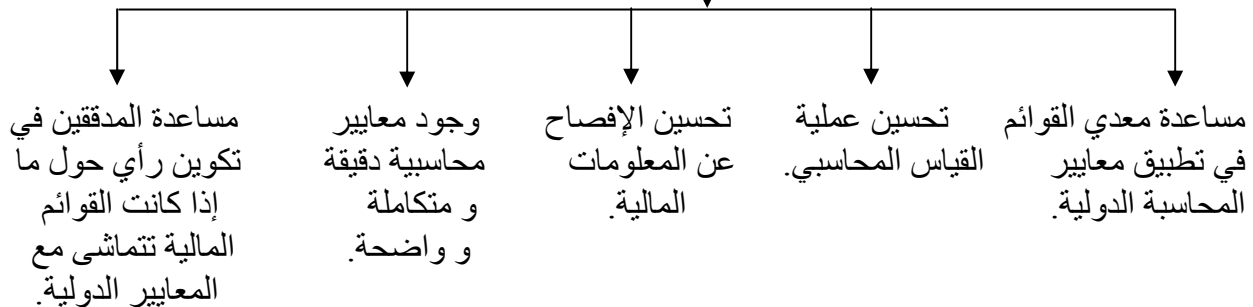 مساعدة معدي القوائم
في تطبيق معايير
المحاسبة الدولية.
تحسين عملية
القياس المحاسبي.
تحسين الإفصاح
عن المعلومات
المالية.
وجود معايير
محاسبية دقيقة
و متكاملة
و واضحة.
مساعدة المدققين في
تكوين رأي حول ما
إذا كانت القوائم
المالية تتماشى مع
المعايير الدولية.